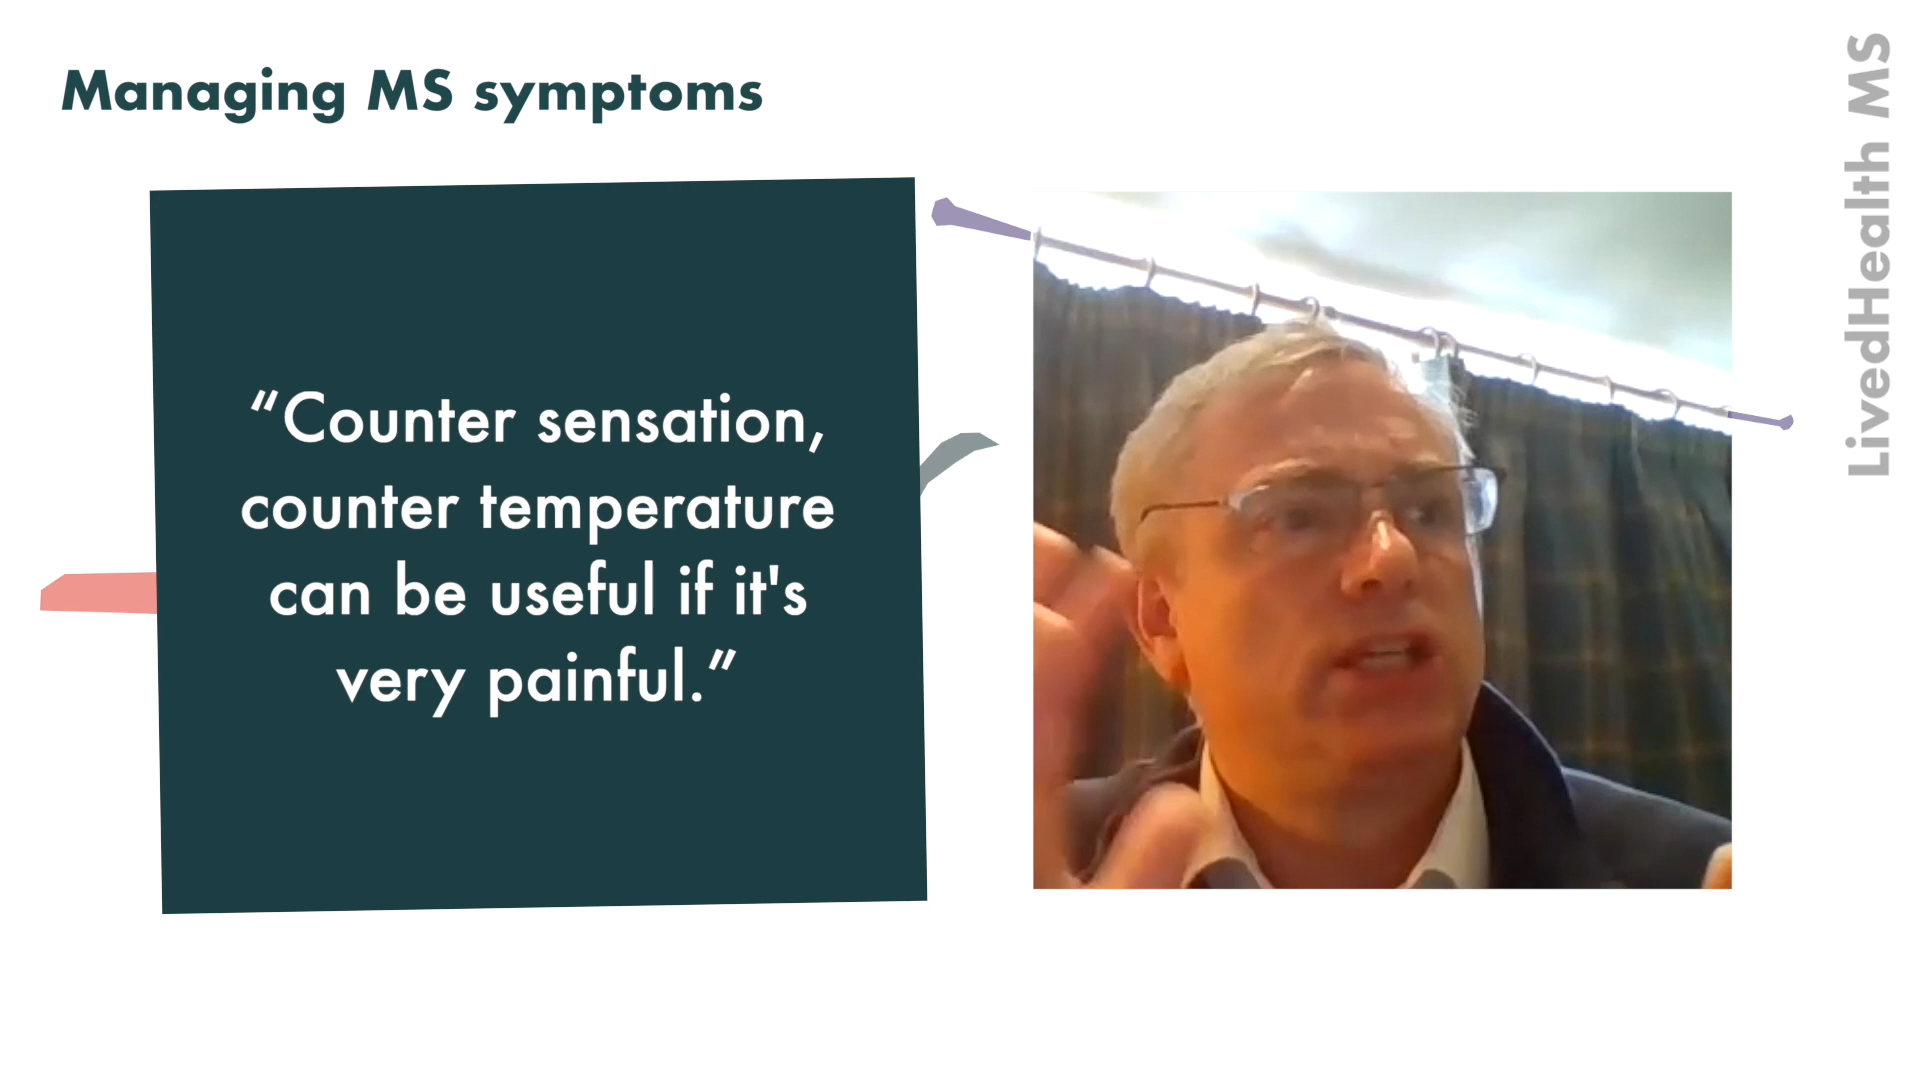 Managing MS symptoms
“Counter sensation,
counter temperature
can be useful if it's
very painful.”
LivedHealth MS